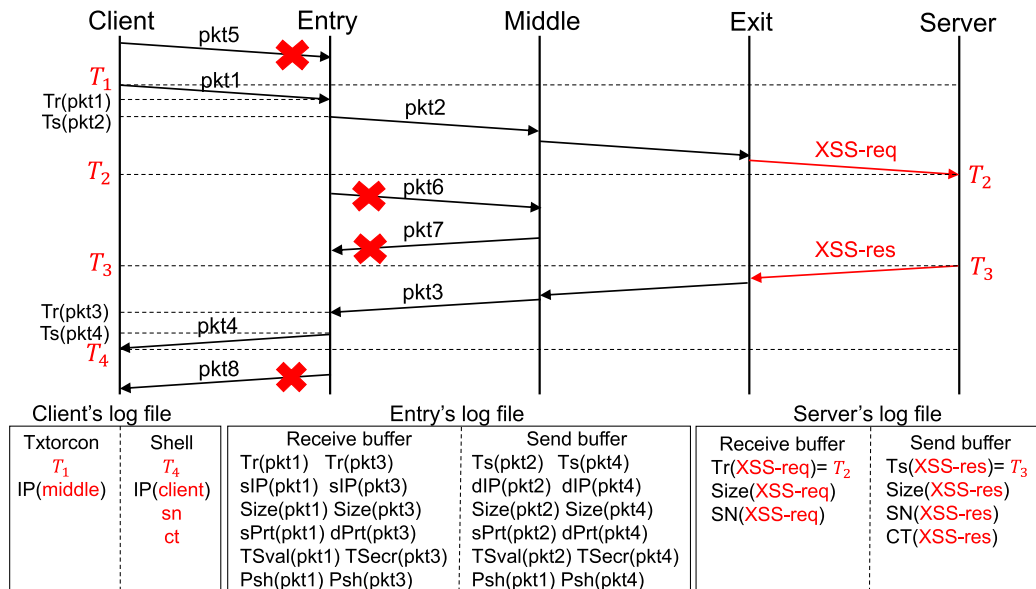 Client Entry Middle Exit Server
pkt5
T1
pkt1
Tr(pkt1)
Ts(pkt2)
pkt2
XSS-req
T2 T2
pkt6
pkt7
XSS-res
T3 T3
pkt3
Tr(pkt3)
Ts(pkt4) pkt4
T4
pkt8
Client's log file
Txtorcon
T1
IP(middle)
Shell
T4
IP(client)
sn
ct
Entry's log file
Receive buffer
Tr(pkt1) Tr(pkt3)
sIP(pkt1) sIP(pkt3)
Size(pkt1) Size(pkt3)
sPrt(pkt1) dPrt(pkt3)
TSval(pkt1) TSecr(pkt3)
Psh(pkt1) Psh(pkt3)
Send buffer
Ts(pkt2) Ts(pkt4)
dIP(pkt2) dIP(pkt4)
Size(pkt2) Size(pkt4)
sPrt(pkt2) dPrt(pkt4)
TSval(pkt2) TSecr(pkt4)
Psh(pkt1) Psh(pkt4)
Server's log file
Receive buffer
Tr(XSS-req)= T2
Size(XSS-req)
SN(XSS-req)
Send buffer
Ts(XSS-res)= T3
Size(XSS-res)
SN(XSS-res)
CT(XSS-res)